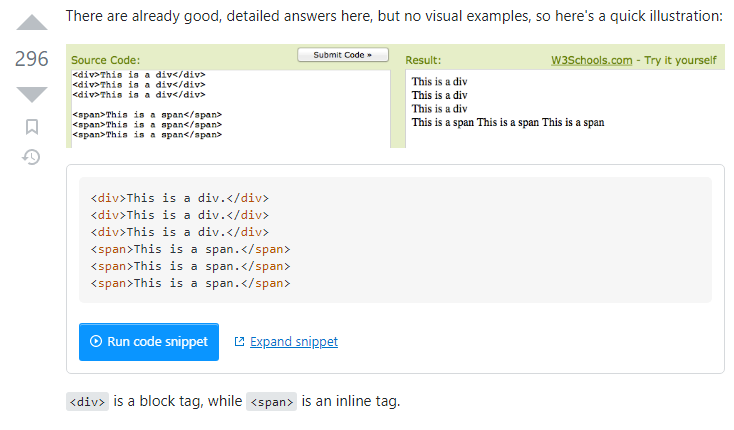 There are already good, detailed answers here, but no visual examples, so here's a quick illustration:
296
Source Code:
Submit Code »
<div>This is a div</div>
<div>This is a div</div>
<div>This is a div</div>
<span>This is a span</span>
<span>This is a span</span>
<span>This is a span</span>
Result:
W3Schools.com - Try it yourself
This is a div
This is a div
This is a div
This is a span This is a span This is a span
<div>This is a div.</div>
<div>This is a div.</div>
<div>This is a div.</div>
<span>This is a span.</span>
<span>This is a span.</span>
<span>This is a span.</span>
Run code snippet
Expand snippet
<div> is a block tag, while <span> is an inline tag.